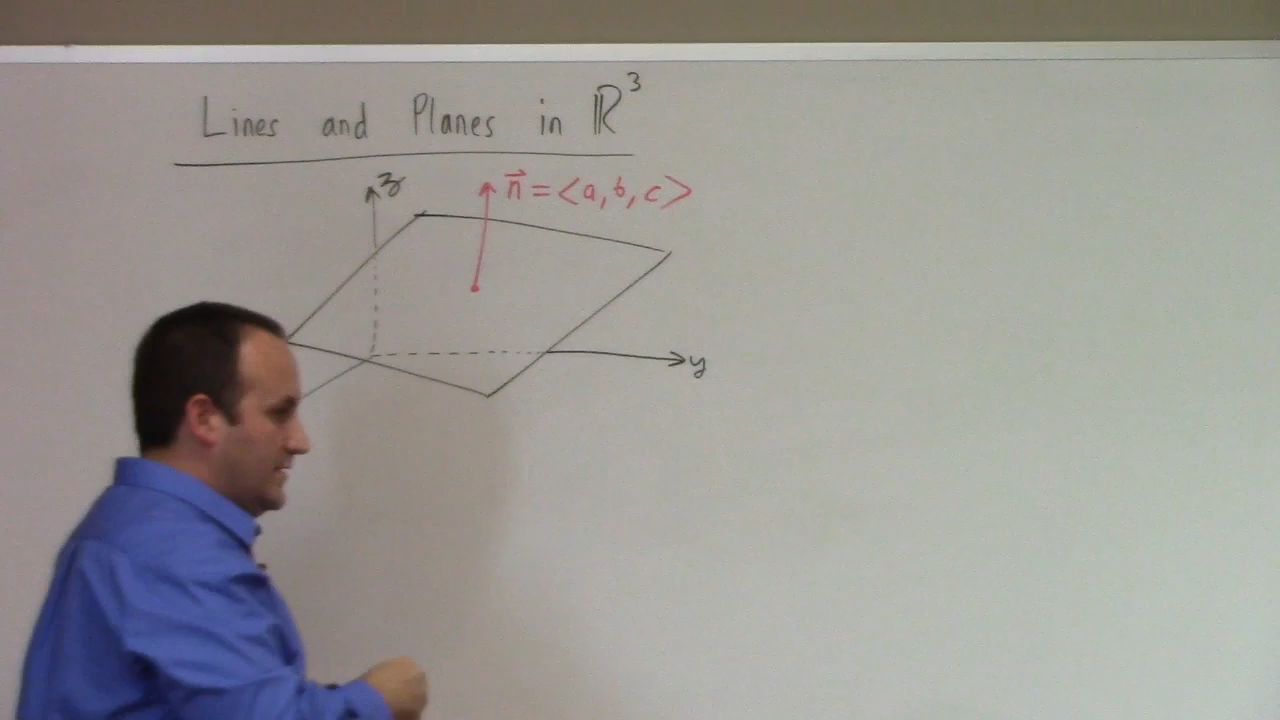 Lines and Planes in ℝ³
z
n⃗ = <a, b, c>
y